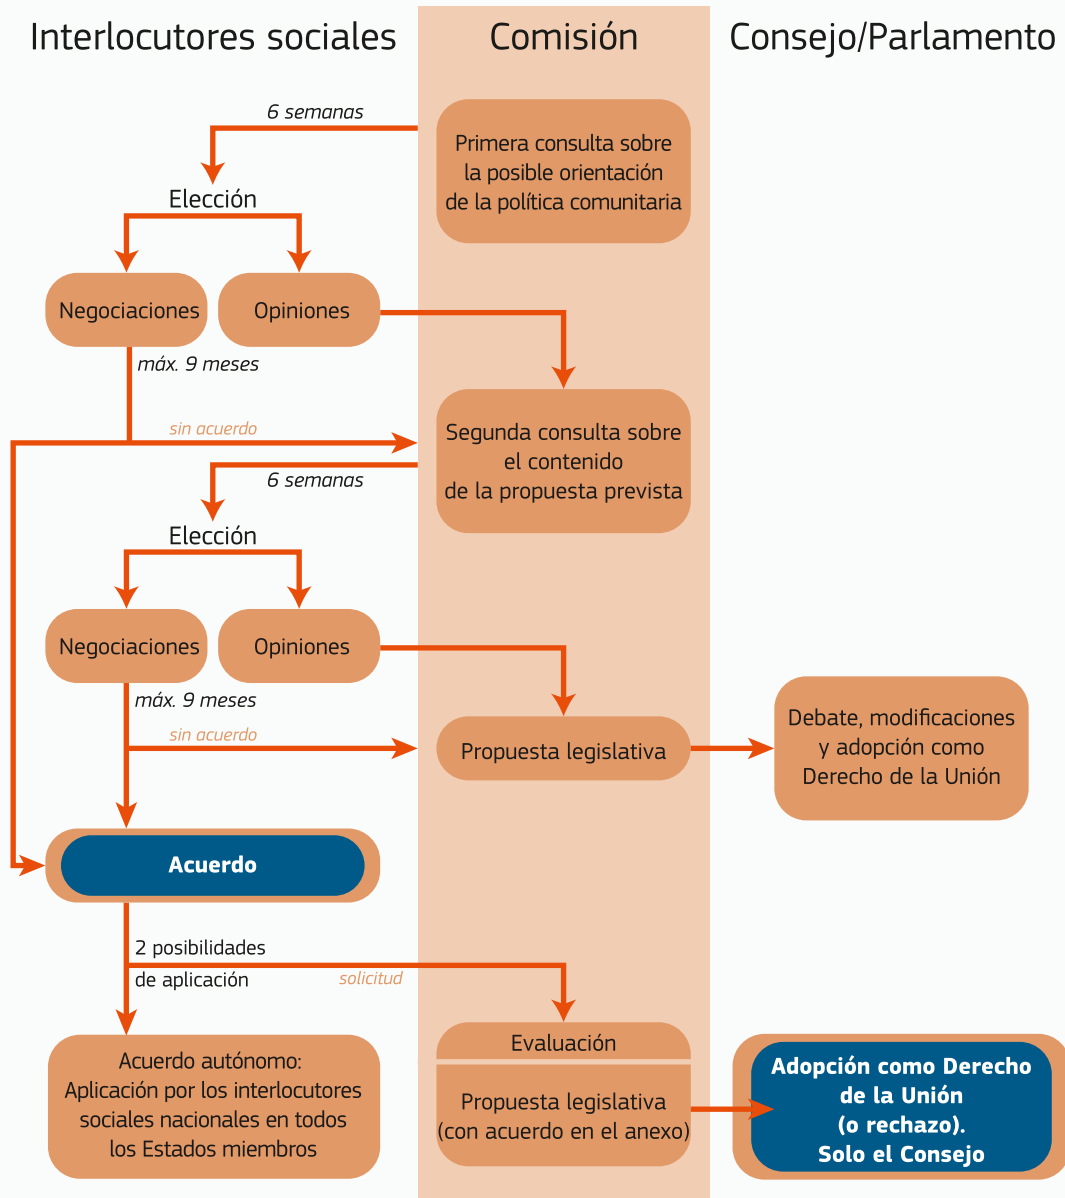 Interlocutores sociales
Comisión
Consejo/Parlamento
6 semanas
Primera consulta sobre
la posible orientación
de la política comunitaria
Elección
Negociaciones
Opiniones
máx. 9 meses
sin acuerdo
Segunda consulta sobre
el contenido
de la propuesta prevista
6 semanas
Elección
Negociaciones
Opiniones
máx. 9 meses
sin acuerdo
Propuesta legislativa
Debate, modificaciones
y adopción como
Derecho de la Unión
Acuerdo
2 posibilidades
de aplicación
solicitud
Acuerdo autónomo:
Aplicación por los interlocutores
sociales nacionales en todos
los Estados miembros
Evaluación
Propuesta legislativa
(con acuerdo en el anexo)
Adopción como Derecho
de la Unión
(o rechazo).
Solo el Consejo